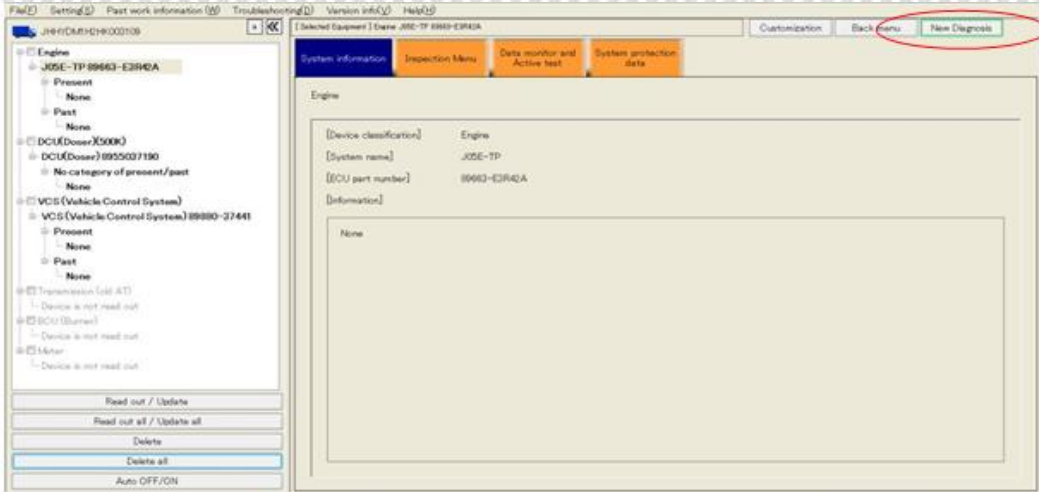 File(F) Setting(S) Past work information (W) Troubleshooting(D) Version info(V) Help(H)
[ Selected Equipment ] Engine J05E-TP 89663-E3R42A
Customization
Back menu
New Diagnosis
Engine
J05E-TP 89663-E3R42A
Present
None
Past
None
DCU(Doser)(500K)
DCU(Doser) 8955037190
No category of present/past
None
VCS (Vehicle Control System)
VCS (Vehicle Control System) 89880-37441
Present
None
Past
None
Transmission (old AT)
Device is not read out
BCU (Burner)
Device is not read out
Meter
Device is not read out
Read out / Update
Read out all / Update all
Delete
Delete all
Auto OFF/ON
System information
Inspection Menu
Data monitor and
Active test
System protection
data
Engine
[Device classification] Engine
[System name] J05E-TP
[ECU part number] 89663-E3R42A
[Information]
None